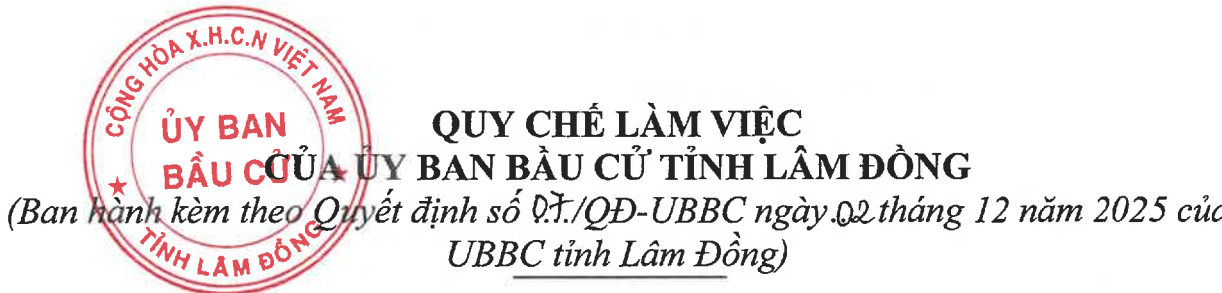 CỘNG HÒA X.H.C.N VIỆT NAM
ỦY BAN
BẦU CỬ
TỈNH LÂM ĐỒNG
QUY CHẾ LÀM VIỆC
CỦA ỦY BAN BẦU CỬ TỈNH LÂM ĐỒNG
(Ban hành kèm theo Quyết định số /QĐ-UBBC ngày 02 tháng 12 năm 2025 của
UBBC tỉnh Lâm Đồng)